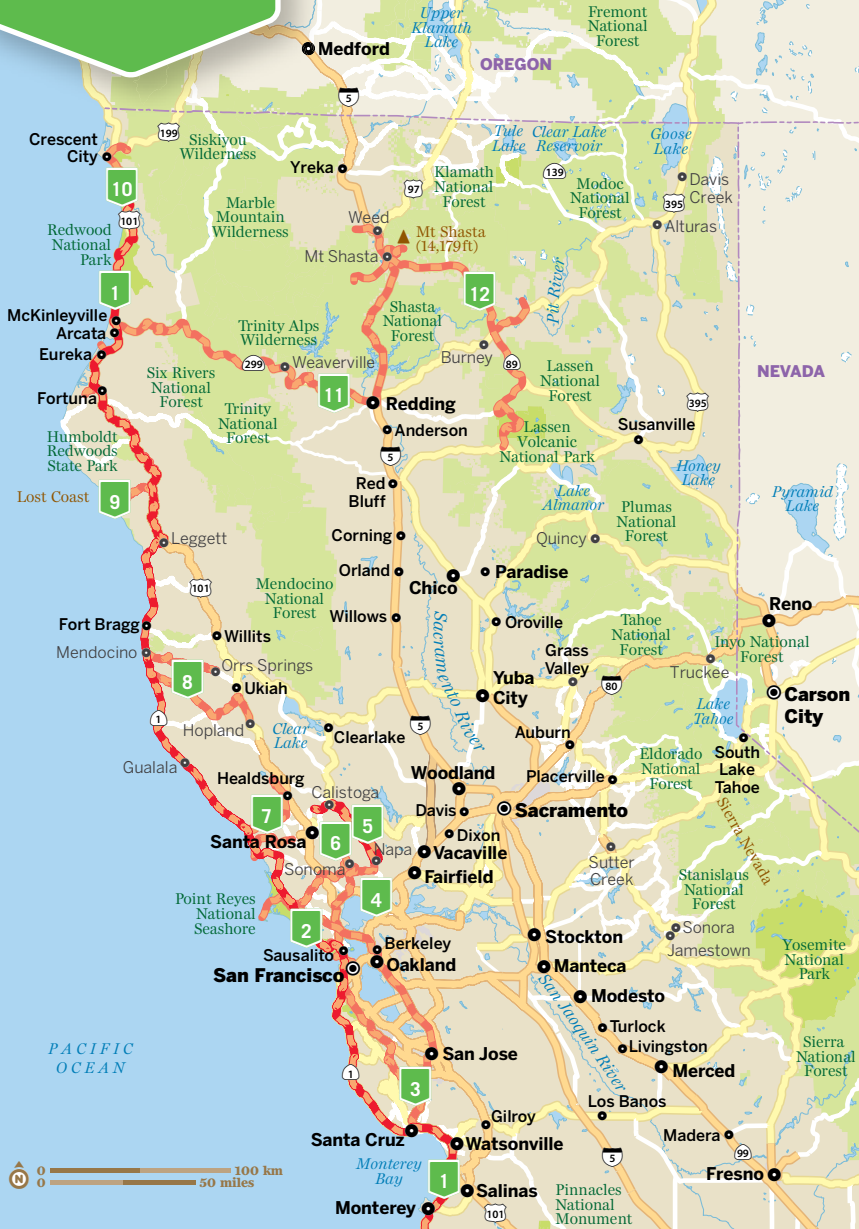 Upper
Klamath
Lake
Fremont
National
Forest
Medford
OREGON
5
199
Crescent
City
Siskiyou
Wilderness
Tule
Lake
Clear Lake
Reservoir
Goose
Lake
Yreka
97
Klamath
National
Forest
139
Modoc
National
Forest
Davis
Creek
395
10
101
Marble
Mountain
Wilderness
Weed
Mt Shasta
(14,179ft)
Alturas
Redwood
National
Park
Mt Shasta
1
12
Pit River
McKinleyville
Arcata
Shasta
National
Forest
Trinity Alps
Wilderness
Eureka
299
Weaverville
Burney
89
Six Rivers
National
Forest
11
Lassen
National
Forest
NEVADA
Fortuna
Trinity
National
Forest
Redding
395
Anderson
Humboldt
Redwoods
State Park
5
Lassen
Volcanic
National Park
Susanville
Honey
Lake
Lost Coast
9
Red
Bluff
Lake
Almanor
Pyramid
Lake
Plumas
National
Forest
Leggett
Corning
Quincy
101
Mendocino
National
Forest
Orland
Chico
Paradise
Reno
Fort Bragg
Willits
Willows
Sacramento River
Oroville
Tahoe
National
Forest
Inyo National
Forest
Mendocino
Orrs Springs
Grass
Valley
Truckee
8
Ukiah
Yuba
City
80
Carson
City
Lake
Tahoe
1
Hopland
Clear
Lake
Clearlake
5
Auburn
Gualala
Healdsburg
Calistoga
Woodland
Placerville
Eldorado
National
Forest
South
Lake
Tahoe
7
5
Davis
Sacramento
Santa Rosa
6
Dixon
Vacaville
Sierra Nevada
Napa
Sonoma
Fairfield
Sutter
Creek
Stanislaus
National
Forest
Point Reyes
National
Seashore
4
2
Sausalito
Berkeley
Oakland
Stockton
Sonora
Jamestown
Yosemite
National
Park
San Francisco
Manteca
San Jaoquin River
Modesto
PACIFIC
OCEAN
Turlock
Livingston
Sierra
National
Forest
San Jose
Merced
1
3
Gilroy
Los Banos
Santa Cruz
Watsonville
Madera
99
N
0 100 km
0 50 miles
Monterey
Bay
1
5
Fresno
Salinas
Monterey
101
Pinnacles
National
Monument